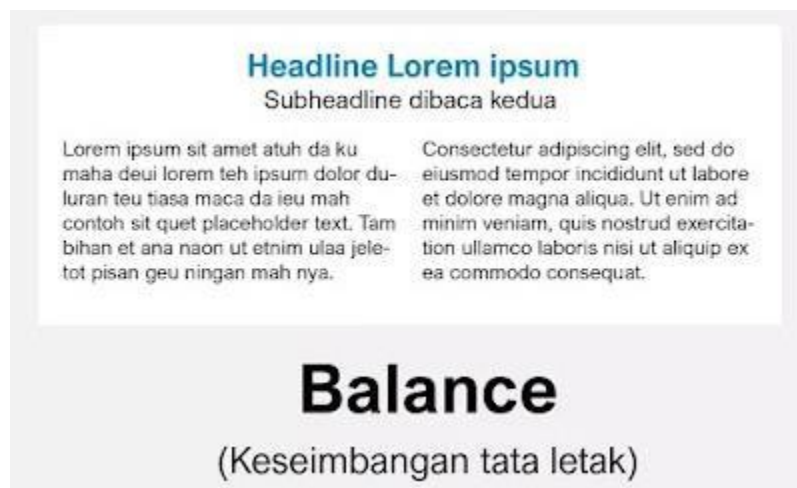 Headline Lorem ipsum
Subheadline dibaca kedua
Lorem ipsum sit amet atuh da ku
maha deui lorem teh ipsum dolor du-
luran teu tiasa maca da ieu mah
contoh sit quet placeholder text. Tam
bihan et ana naon ut etnim ulaa jele-
tot pisan geu ningan mah nya.
Consectetur adipiscing elit, sed do
eiusmod tempor incididunt ut labore
et dolore magna aliqua. Ut enim ad
minim veniam, quis nostrud exercita-
tion ullamco laboris nisi ut aliquip ex
ea commodo consequat.
Balance
(Keseimbangan tata letak)